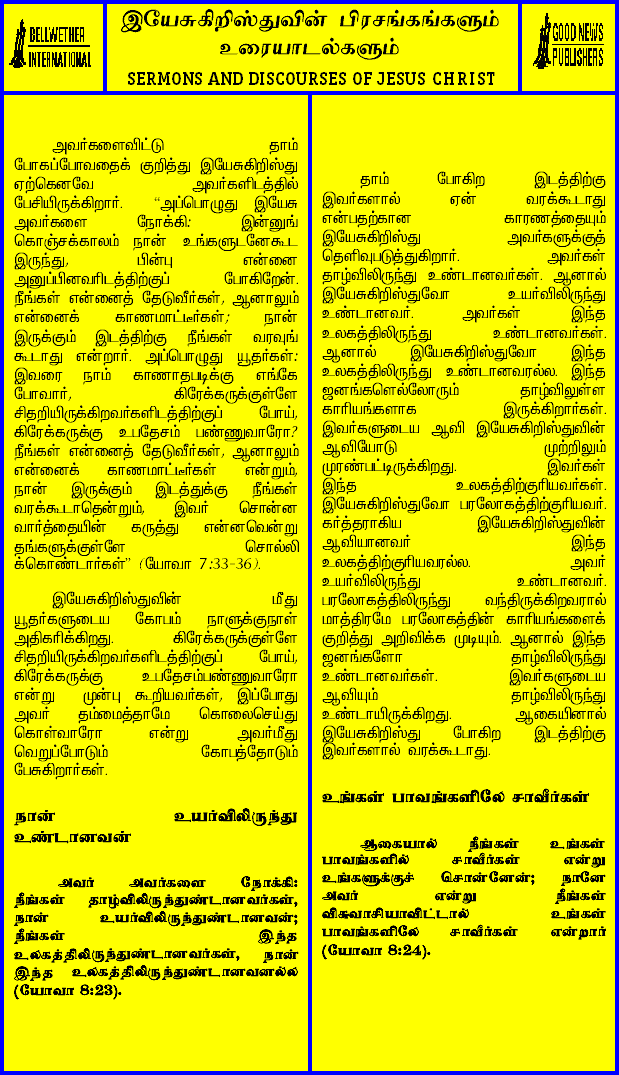 BELLWETHER
INTERNATIONAL
இயேசுகிறிஸ்துவின் பிரசங்கங்களும்
உரையாடல்களும்
SERMONS AND DISCOURSES OF JESUS CHRIST
GOOD NEWS
PUBLISHERS
அவர்களைவிட்டு தாம்
போகப்போவதைக் குறித்து இயேசுகிறிஸ்து
ஏற்கெனவே அவர்களிடத்தில்
பேசியிருக்கிறார். “அப்பொழுது இயேசு
அவர்களை நோக்கி: இன்னுங்
கொஞ்சக்காலம் நான் உங்களுடனேகூட
இருந்து, பின்பு என்னை
அனுப்பினவரிடத்திற்குப் போகிறேன்.
நீங்கள் என்னைத் தேடுவீர்கள், ஆனாலும்
என்னைக் காணமாட்டீர்கள்; நான்
இருக்கும் இடத்திற்கு நீங்கள் வரவுங்
கூடாது என்றார். அப்பொழுது யூதர்கள்:
இவரை நாம் காணாதபடிக்கு எங்கே
போவார், கிரேக்கருக்குள்ளே
சிதறியிருக்கிறவர்களிடத்திற்குப் போய்,
கிரேக்கருக்கு உபதேசம் பண்ணுவாரோ?
நீங்கள் என்னைத் தேடுவீர்கள், ஆனாலும்
என்னைக் காணமாட்டீர்கள் என்றும்,
நான் இருக்கும் இடத்துக்கு நீங்கள்
வரக்கூடாதென்றும், இவர் சொன்ன
வார்த்தையின் கருத்து என்னவென்று
தங்களுக்குள்ளே சொல்லி
க்கொண்டார்கள்” (யோவா 7:33-36).
இயேசுகிறிஸ்துவின் மீது
யூதர்களுடைய கோபம் நாளுக்குநாள்
அதிகரிக்கிறது. கிரேக்கருக்குள்ளே
சிதறியிருக்கிறவர்களிடத்திற்குப் போய்,
கிரேக்கருக்கு உபதேசம்பண்ணுவாரோ
என்று முன்பு கூறியவர்கள், இப்போது
அவர் தம்மைத்தாமே கொலைசெய்து
கொள்வாரோ என்று அவர்மீது
வெறுப்போடும் கோபத்தோடும்
பேசுகிறார்கள்.
நான் உயர்விலிருந்து
உண்டானவன்
அவர் அவர்களை நோக்கி:
நீங்கள் தாழ்விலிருந்துண்டானவர்கள்,
நான் உயர்விலிருந்துண்டானவன்;
நீங்கள் இந்த
உலகத்திலிருந்துண்டானவர்கள், நான்
இந்த உலகத்திலிருந்துண்டானவனல்ல
(யோவா 8:23).
தாம் போகிற இடத்திற்கு
இவர்களால் ஏன் வரக்கூடாது
என்பதற்கான காரணத்தையும்
இயேசுகிறிஸ்து அவர்களுக்குத்
தெளிவுபடுத்துகிறார். அவர்கள்
தாழ்விலிருந்து உண்டானவர்கள். ஆனால்
இயேசுகிறிஸ்துவோ உயர்விலிருந்து
உண்டானவர். அவர்கள் இந்த
உலகத்திலிருந்து உண்டானவர்கள்.
ஆனால் இயேசுகிறிஸ்துவோ இந்த
உலகத்திலிருந்து உண்டானவரல்ல. இந்த
ஜனங்களெல்லோரும் தாழ்விலுள்ள
காரியங்களாக இருக்கிறார்கள்.
இவர்களுடைய ஆவி இயேசுகிறிஸ்துவின்
ஆவியோடு முற்றிலும்
முரண்பட்டிருக்கிறது. இவர்கள்
இந்த உலகத்திற்குரியவர்கள்.
இயேசுகிறிஸ்துவோ பரலோகத்திற்குரியவர்.
கர்த்தராகிய இயேசுகிறிஸ்துவின்
ஆவியானவர் இந்த
உலகத்திற்குரியவரல்ல. அவர்
உயர்விலிருந்து உண்டானவர்.
பரலோகத்திலிருந்து வந்திருக்கிறவரால்
மாத்திரமே பரலோகத்தின் காரியங்களைக்
குறித்து அறிவிக்க முடியும். ஆனால் இந்த
ஜனங்களோ தாழ்விலிருந்து
உண்டானவர்கள். இவர்களுடைய
ஆவியும் தாழ்விலிருந்து
உண்டாயிருக்கிறது. ஆகையினால்
இயேசுகிறிஸ்து போகிற இடத்திற்கு
இவர்களால் வரக்கூடாது.
உங்கள் பாவங்களிலே சாவீர்கள்
ஆகையால் நீங்கள் உங்கள்
பாவங்களில் சாவீர்கள் என்று
உங்களுக்குச் சொன்னேன்; நானே
அவர் என்று நீங்கள்
விசுவாசியாவிட்டால் உங்கள்
பாவங்களிலே சாவீர்கள் என்றார்
(யோவா 8:24).